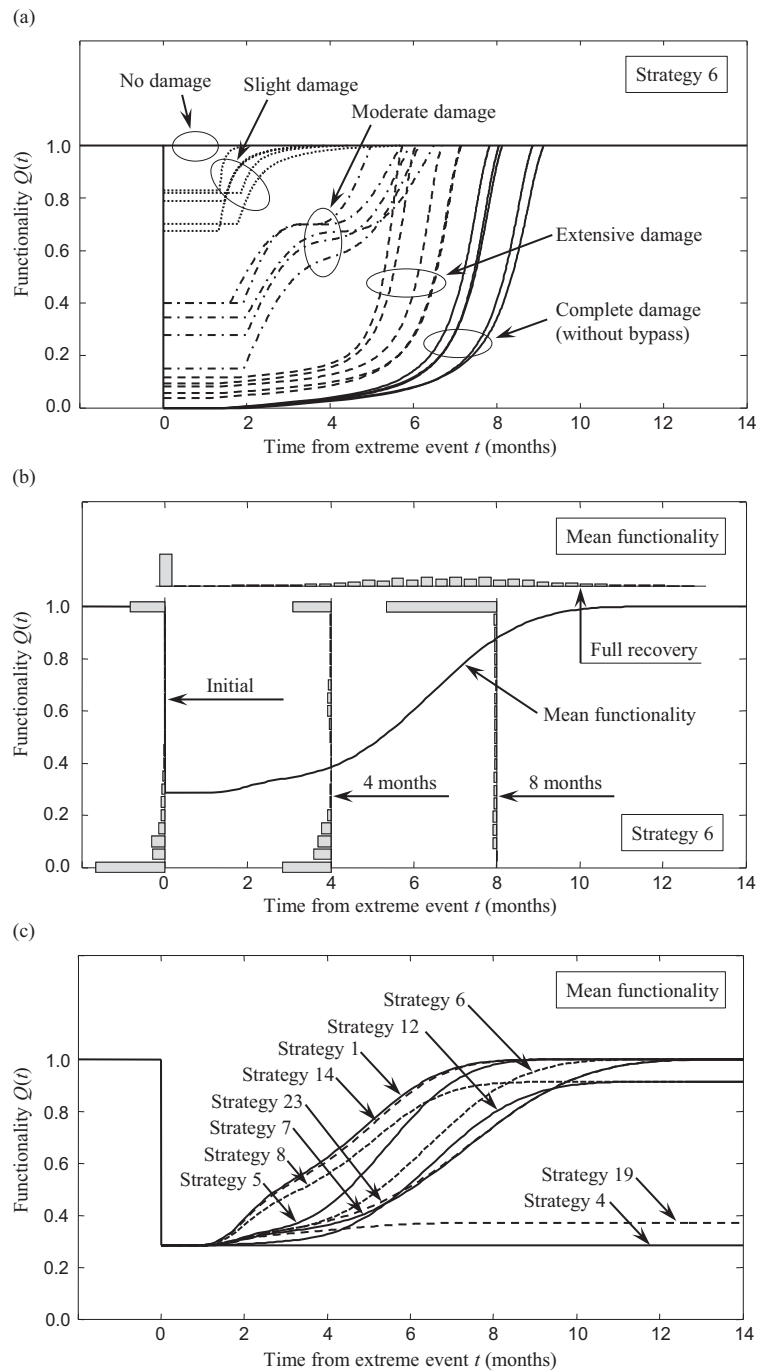 (a)
Strategy 6
No damage
Slight damage
Moderate damage
Extensive damage
Complete damage
(without bypass)
Functionality Q(t)
1.0
0.8
0.6
0.4
0.2
0.0
-2 0 2 4 6 8 10 12 14
Time from extreme event t (months)
(b)
Mean functionality
Full recovery
Initial
Mean functionality
4 months
8 months
Strategy 6
Functionality Q(t)
1.0
0.8
0.6
0.4
0.2
0.0
0 2 4 6 8 10 12 14
Time from extreme event t (months)
(c)
Mean functionality
Strategy 6
Strategy 12
Strategy 1
Strategy 14
Strategy 23
Strategy 7
Strategy 8
Strategy 5
Strategy 19
Strategy 4
Functionality Q(t)
1.0
0.8
0.6
0.4
0.2
0.0
0 2 4 6 8 10 12 14
Time from extreme event t (months)